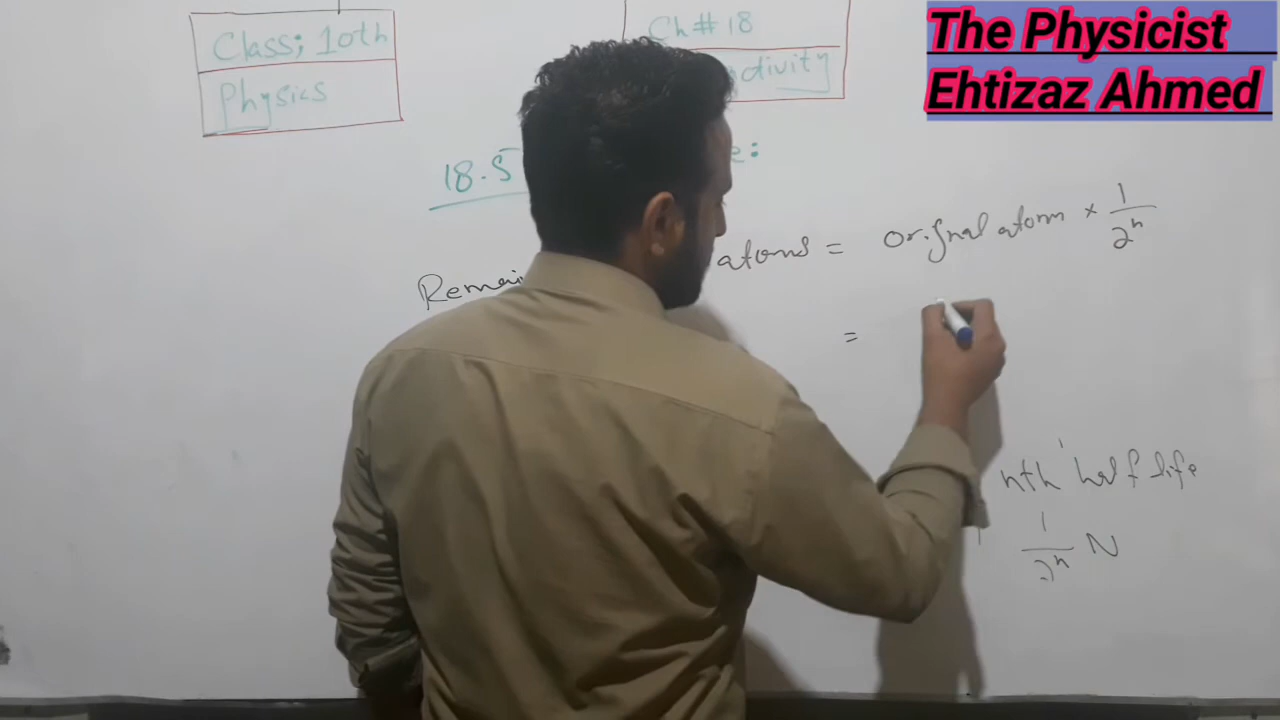 Class; 10th
Physics
Ch # 18
The Physicist
Ehtizaz Ahmed
18.5
atoms = Original atom × 1/2ⁿ
=
nth half life
1/2ⁿ N